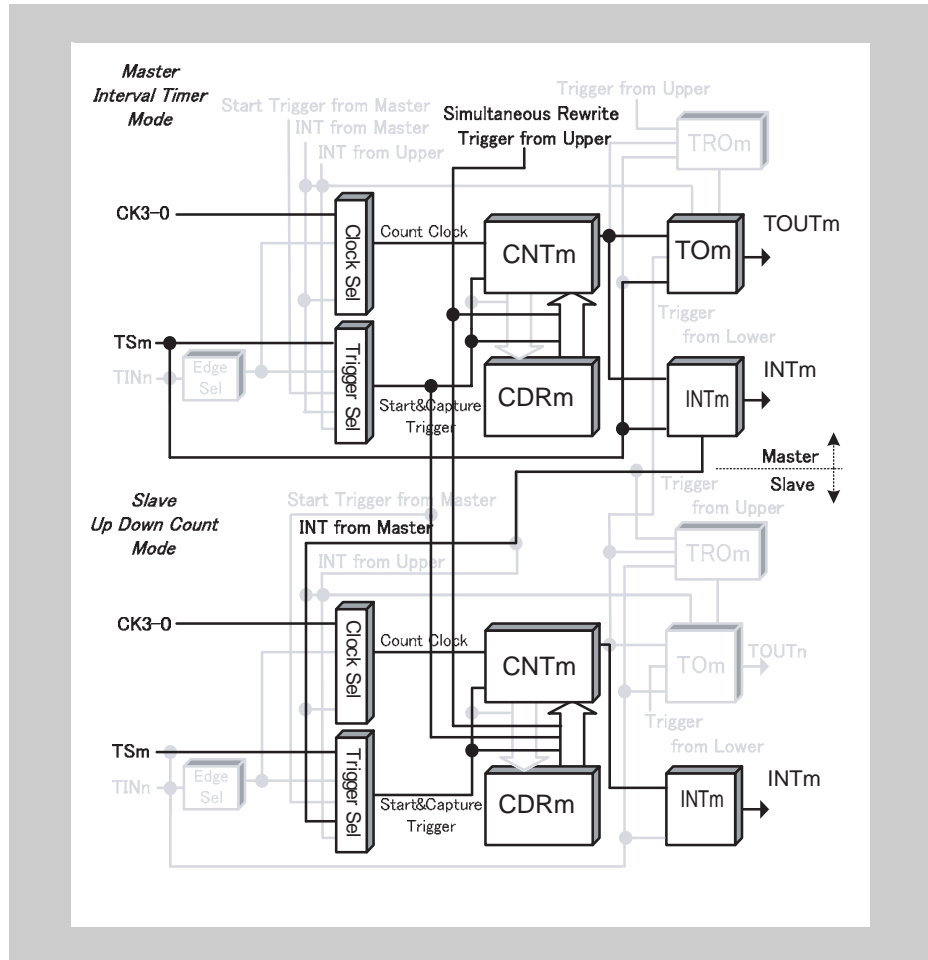 Master
Interval Timer
Mode
Start Trigger from Master
INT from Master
INT from Upper
Simultaneous Rewrite
Trigger from Upper
Trigger from Upper
TROm
CK3-0
Clock Sel
Count Clock
CNTm
TOm
TOUTm
TSm
TINn
Edge
Sel
Trigger Sel
Start&Capture
Trigger
CDRm
Trigger
from Lower
INTm
INTm
Master
Slave
Slave
Up Down Count
Mode
Start Trigger from Master
INT from Master
INT from Upper
Trigger
from Upper
TROm
CK3-0
Clock Sel
Count Clock
CNTm
TOm
TOUTn
Trigger
from Lower
TSm
TINn
Edge
Sel
Trigger Sel
Start&Capture
Trigger
CDRm
INTm
INTm